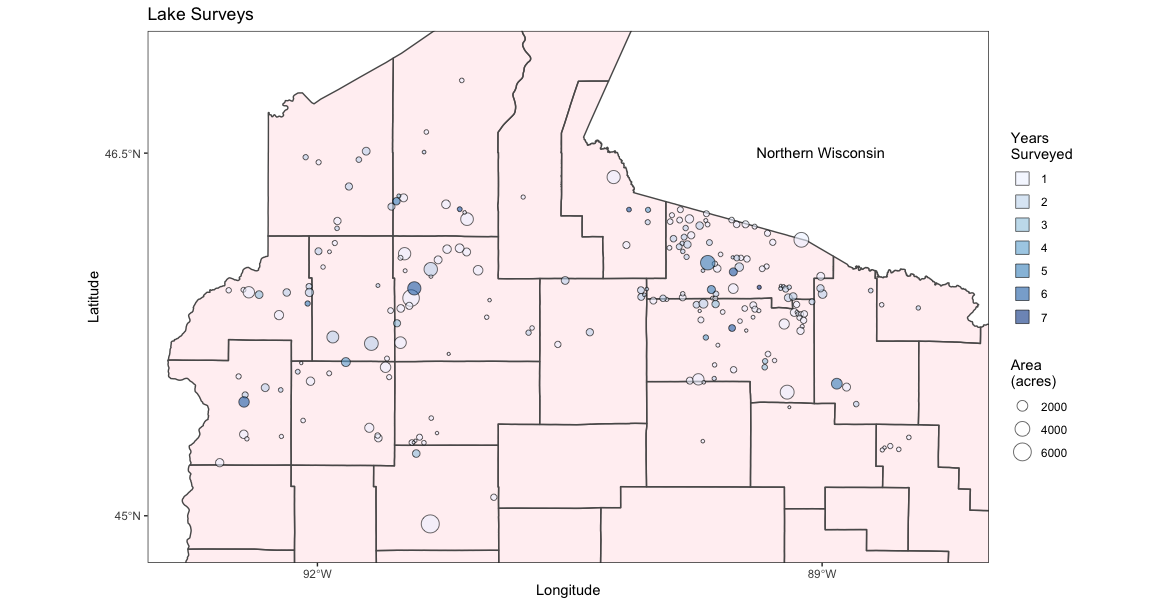 Lake Surveys
Northern Wisconsin
46.5°N
45°N
Latitude
92°W
89°W
Longitude
Years
Surveyed
1
2
3
4
5
6
7
Area
(acres)
2000
4000
6000